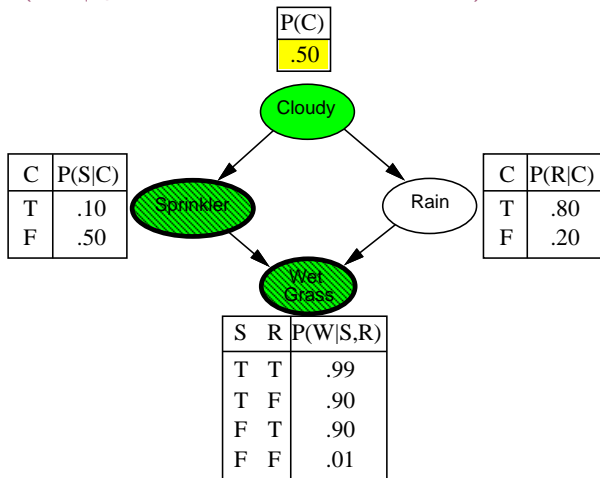 P(C)
.50
Cloudy
C P(S|C)
T .10
F .50
Sprinkler
Rain
C P(R|C)
T .80
F .20
Wet
Grass
S R P(W|S,R)
T T .99
T F .90
F T .90
F F .01